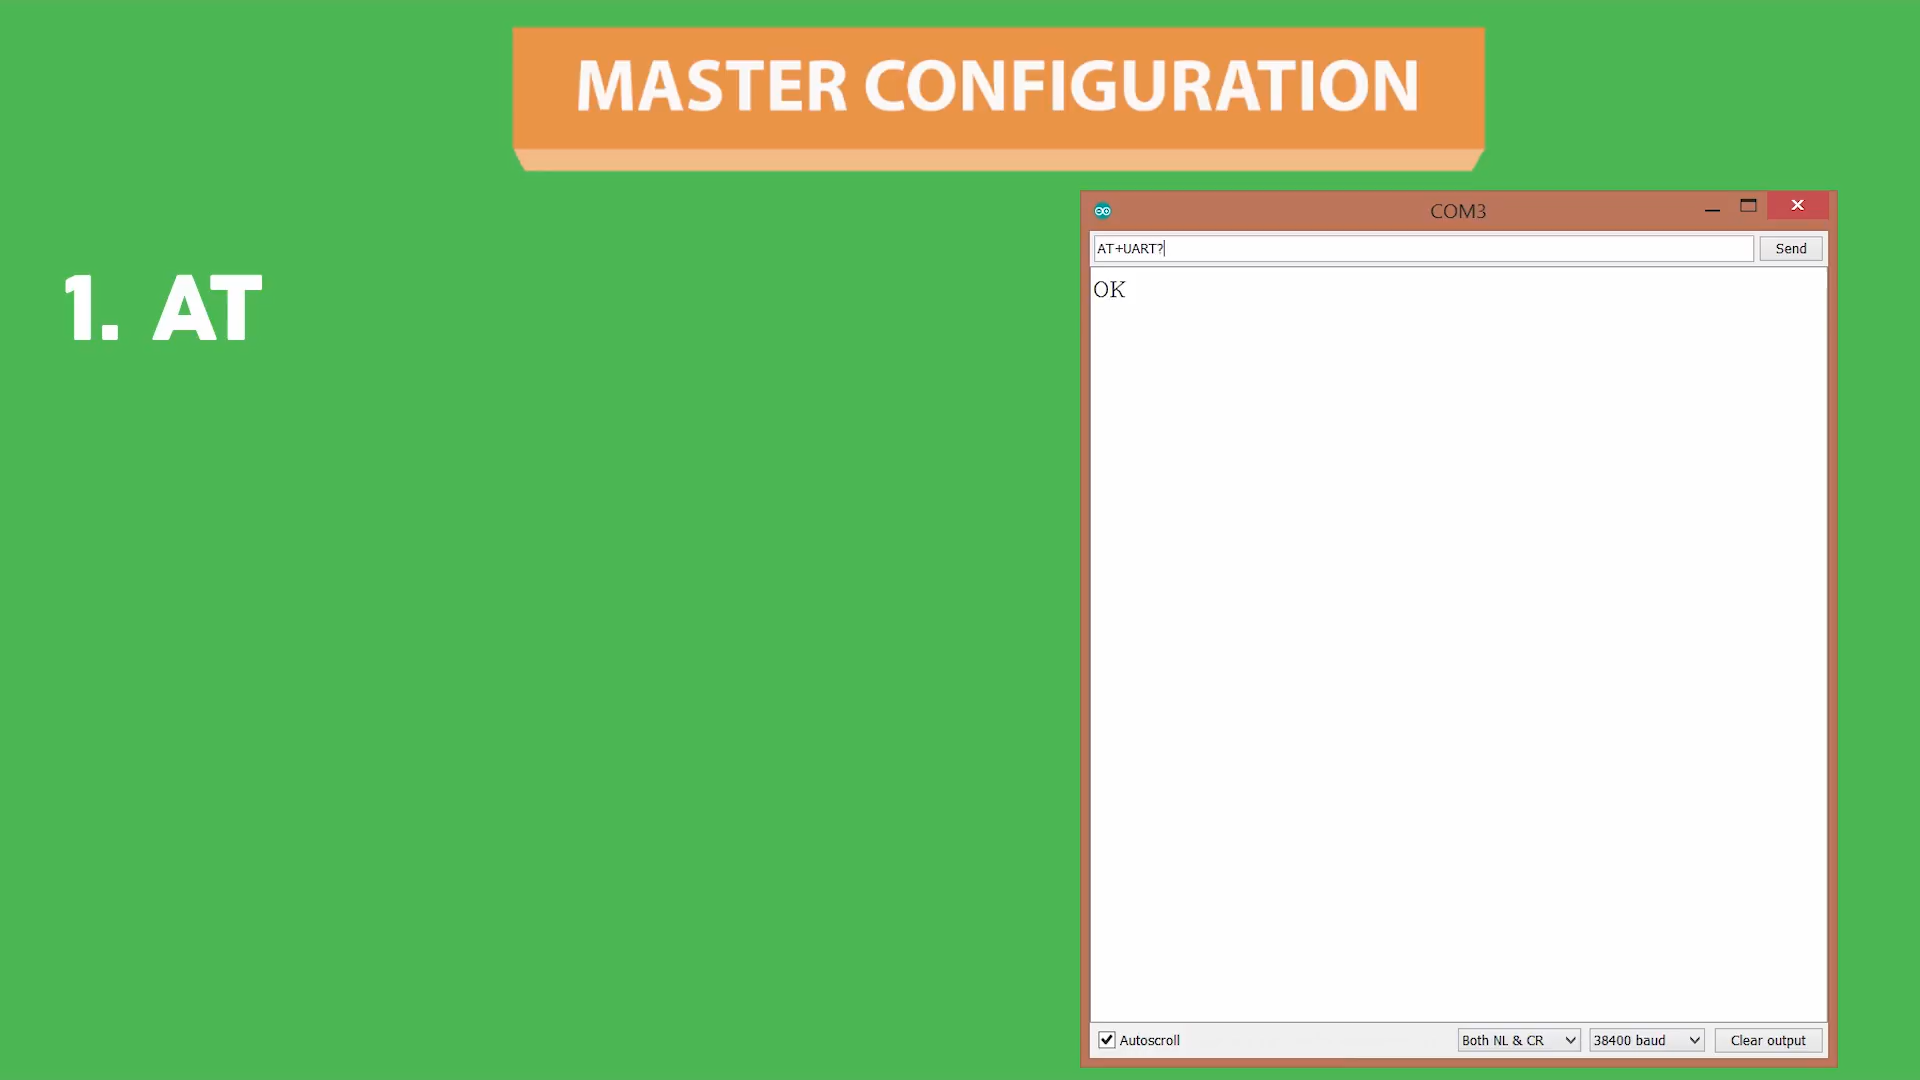 MASTER CONFIGURATION
1. AT
COM3
AT+UART?
Send
OK
Autoscroll
Both NL & CR
38400 baud
Clear output